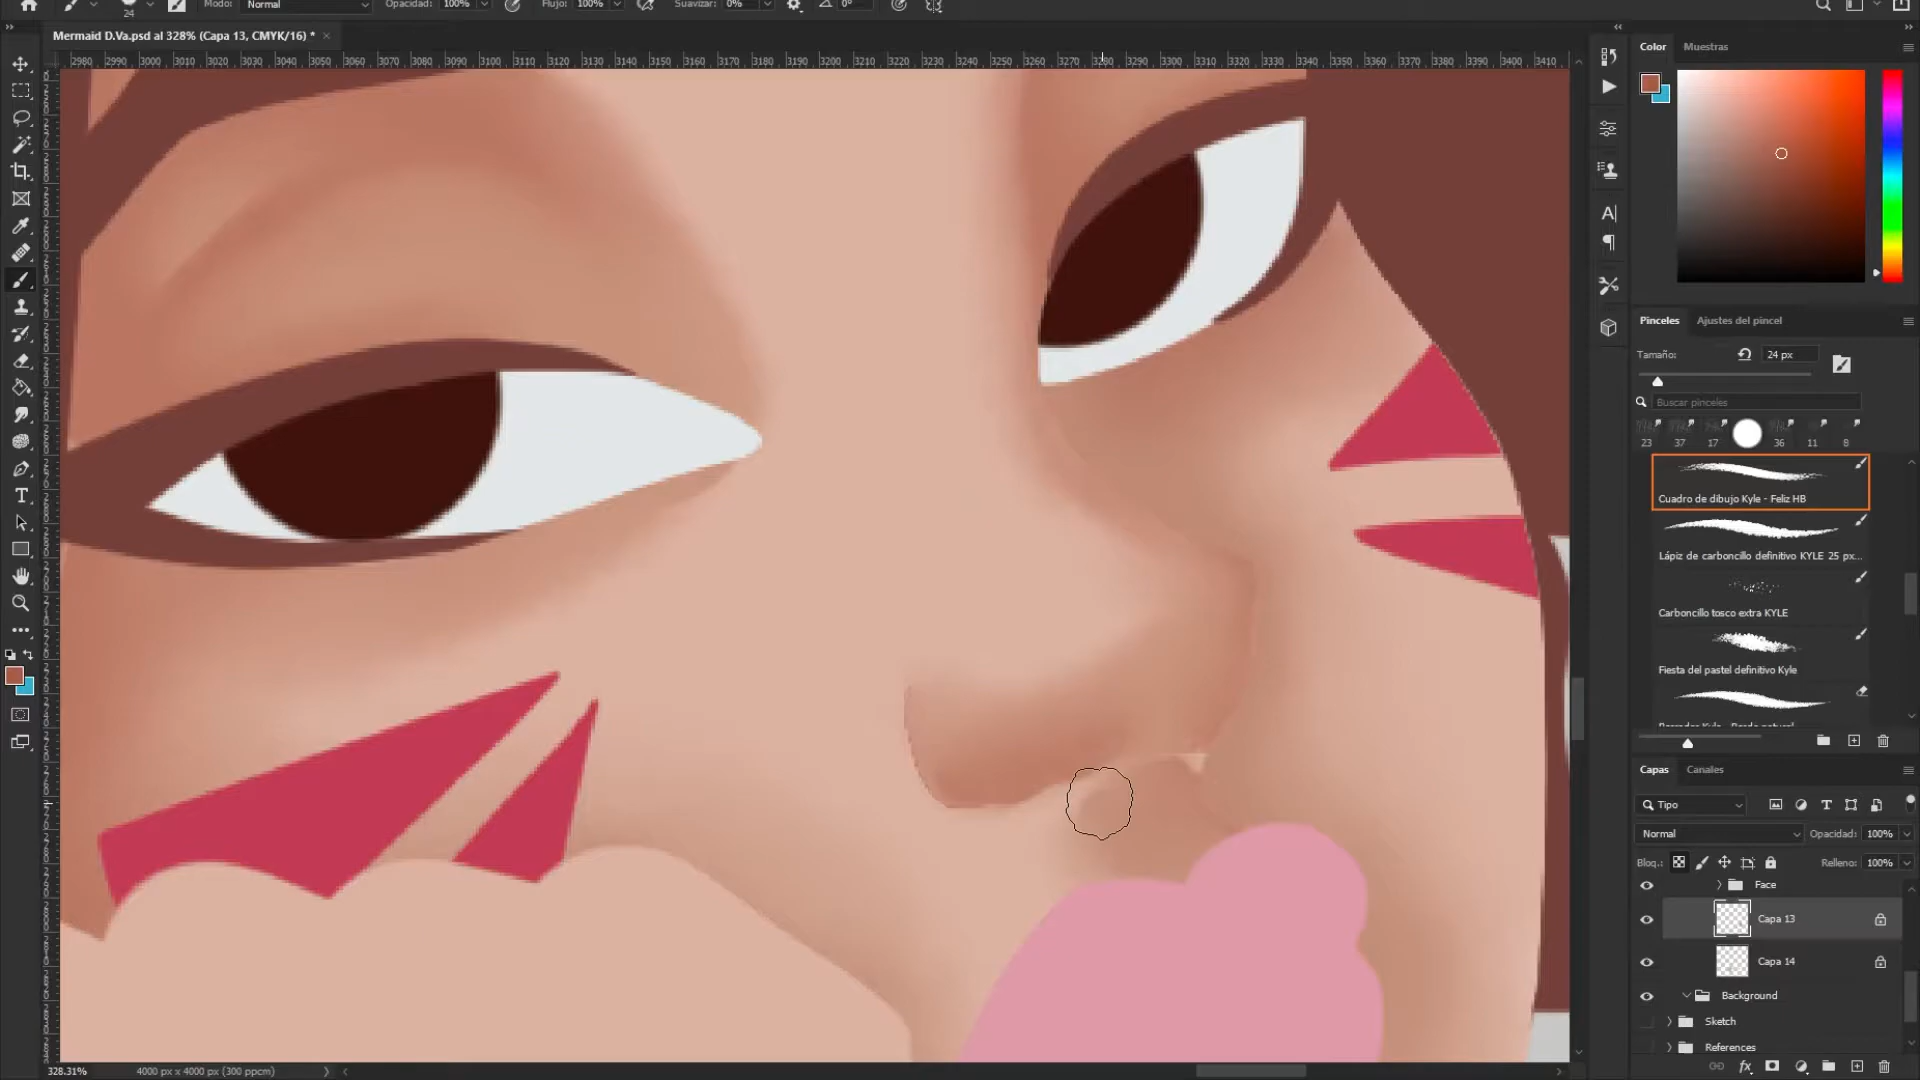 Modo: Normal Opacidad: 100% Flujo: 100% Suavizar: 0% 0°
24
Mermaid D.Va.psd al 328% (Capa 13, CMYK/16) * ×
2980 2990 3000 3010 3020 3030 3040 3050 3060 3070 3080 3090 3100 3110 3120 3130 3140 3150 3160 3170 3180 3190 3200 3210 3220 3230 3240 3250 3260 3270 3280 3290 3300 3310 3320 3330 3340 3350 3360 3370 3380 3390 3400 3410
Color Muestras
Pinceles Ajustes del pincel
Tamaño: 24 px
Buscar pinceles
23 37 17 36 11 8
Cuadro de dibujo Kyle - Feliz HB
Lápiz de carboncillo definitivo KYLE 25 px...
Carboncillo tosco extra KYLE
Fiesta del pastel definitivo Kyle
Capas Canales
Tipo
Normal Opacidad: 100%
Bloq.: Relleno: 100%
Face
Capa 13
Capa 14
Background
Sketch
References
328.31% 4000 px x 4000 px (300 ppcm)